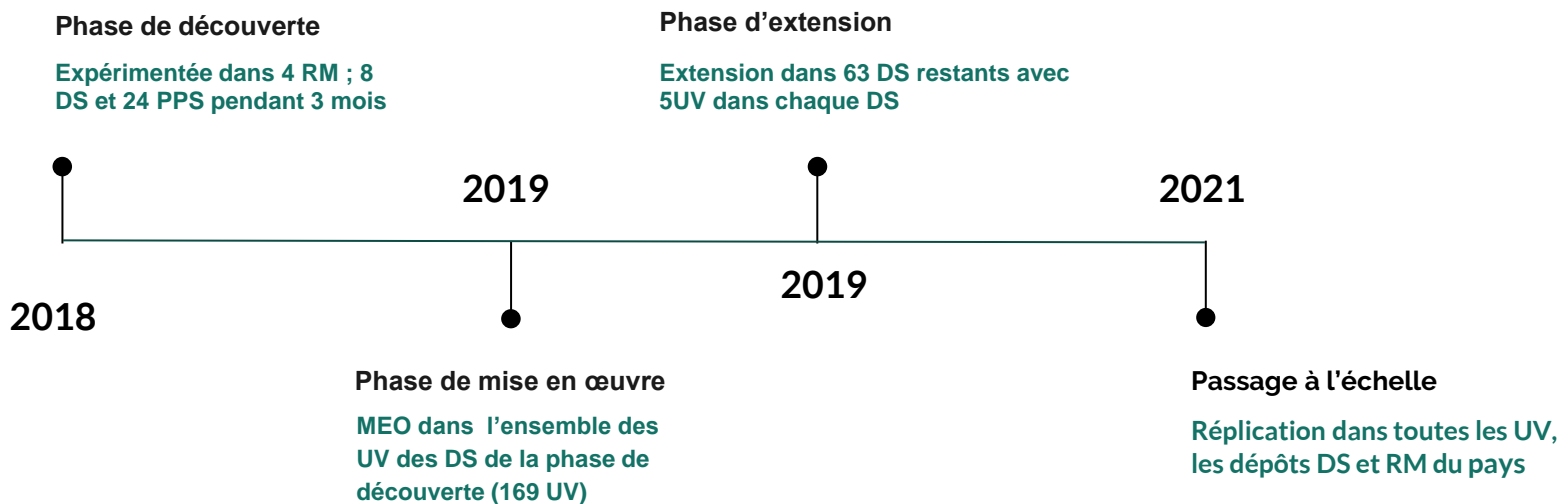 Phase de découverte
Expérimentée dans 4 RM ; 8
DS et 24 PPS pendant 3 mois
Phase d’extension
Extension dans 63 DS restants avec
5UV dans chaque DS
2019
2021
2018
2019
Phase de mise en œuvre
MEO dans l’ensemble des
UV des DS de la phase de
découverte (169 UV)
Passage à l’échelle
Réplication dans toutes les UV,
les dépôts DS et RM du pays